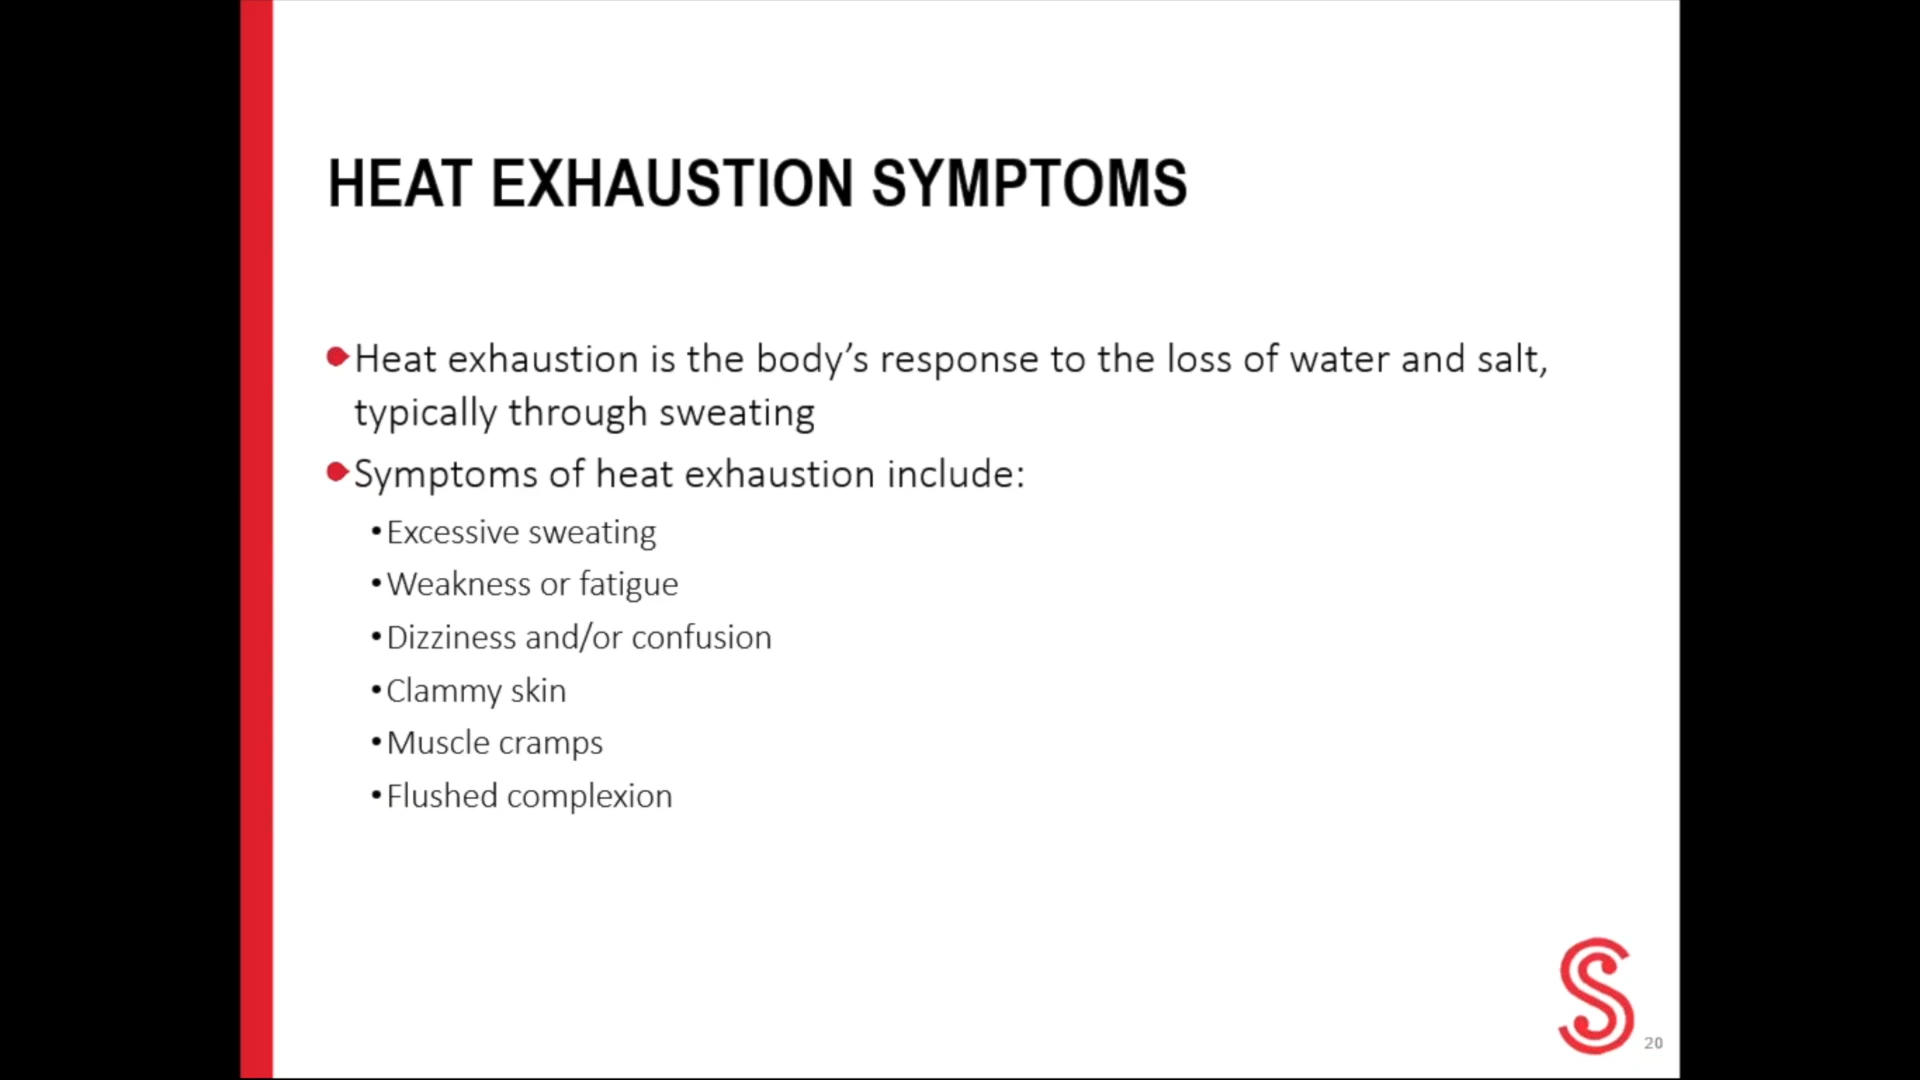 HEAT EXHAUSTION SYMPTOMS
Heat exhaustion is the body’s response to the loss of water and salt,
typically through sweating
Symptoms of heat exhaustion include:
•Excessive sweating
•Weakness or fatigue
•Dizziness and/or confusion
•Clammy skin
•Muscle cramps
•Flushed complexion
S
20